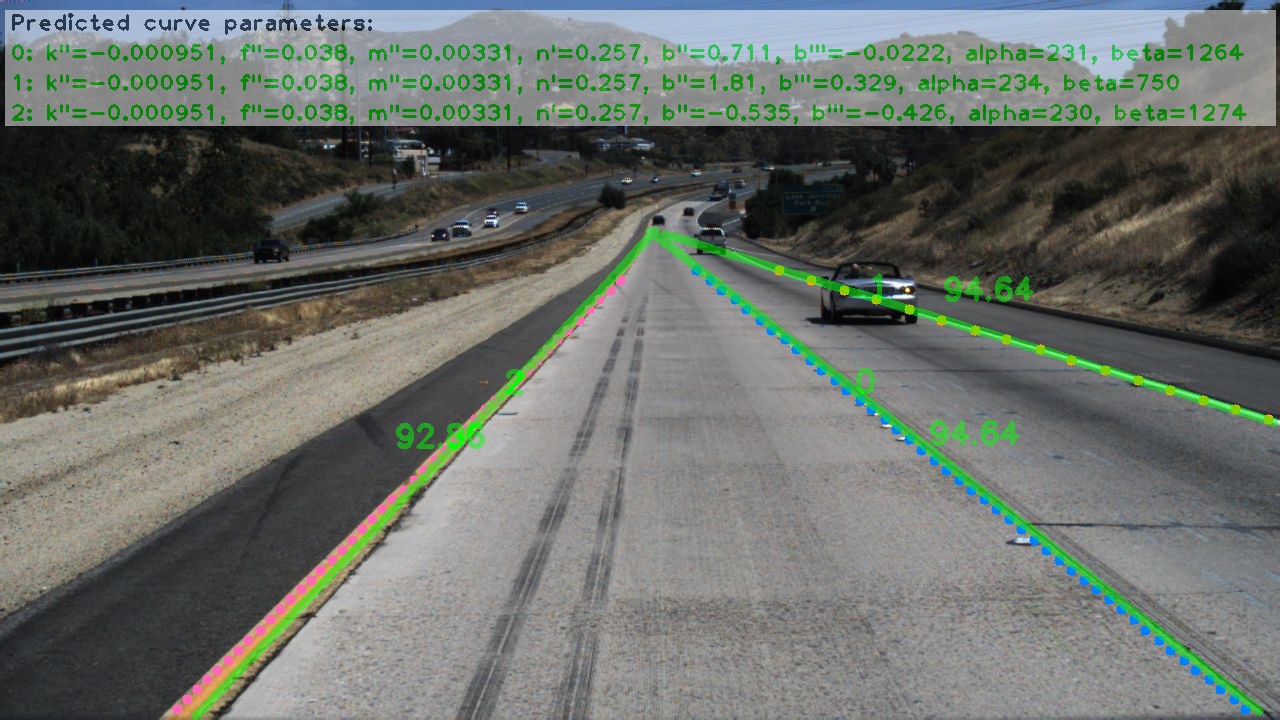 Predicted curve parameters:
0: k''=-0.000951, f''=0.038, m''=0.00331, n'=0.257, b''=0.711, b'''=-0.0222, alpha=231, beta=1264
1: k''=-0.000951, f''=0.038, m''=0.00331, n'=0.257, b''=1.81, b'''=0.329, alpha=234, beta=750
2: k''=-0.000951, f''=0.038, m''=0.00331, n'=0.257, b''=-0.535, b'''=-0.426, alpha=230, beta=1274
1 94.64
2 0
92.36 94.64